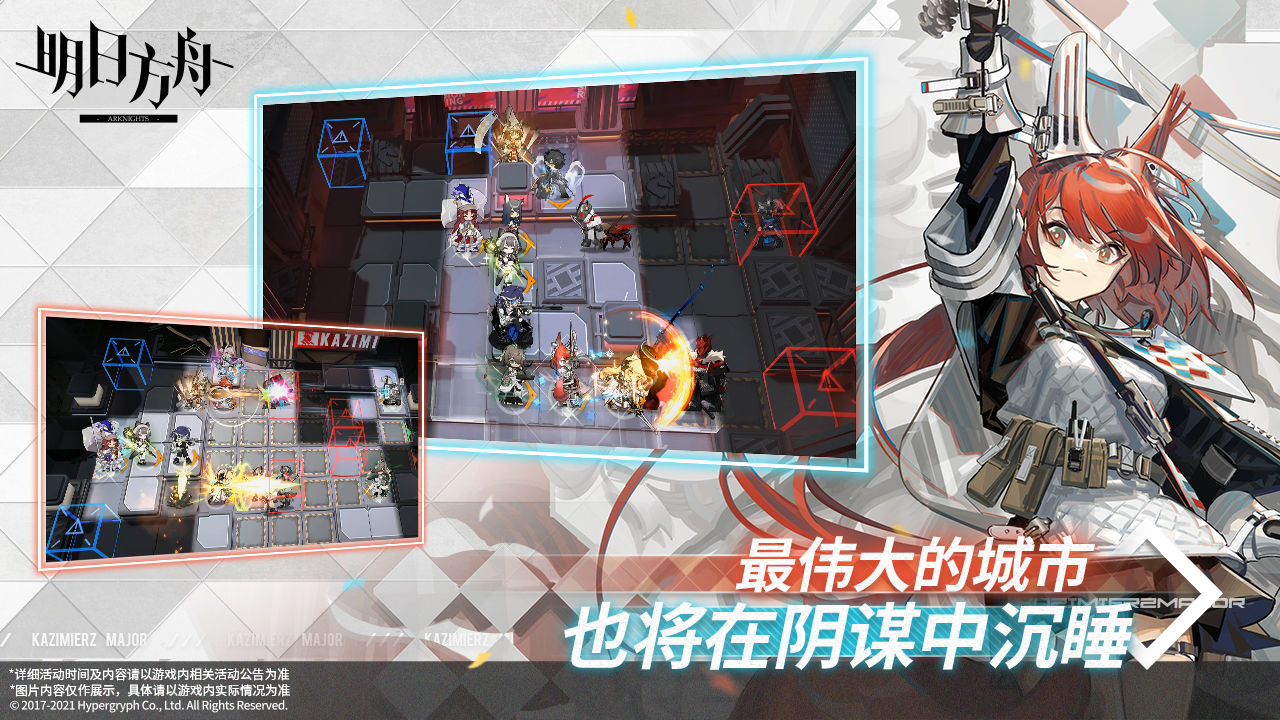 明日方舟
- ARKNIGHTS -
KAZIMI
最伟大的城市
也将在阴谋中沉睡
KAZIMIERZ MAJOR
KAZIMIERZ MAJOR
KAZIMIERZ
*详细活动时间及内容请以游戏内相关活动公告为准
*图片内容仅作展示，具体请以游戏内实际情况为准
© 2017-2021 Hypergryph Co., Ltd. All Rights Reserved.